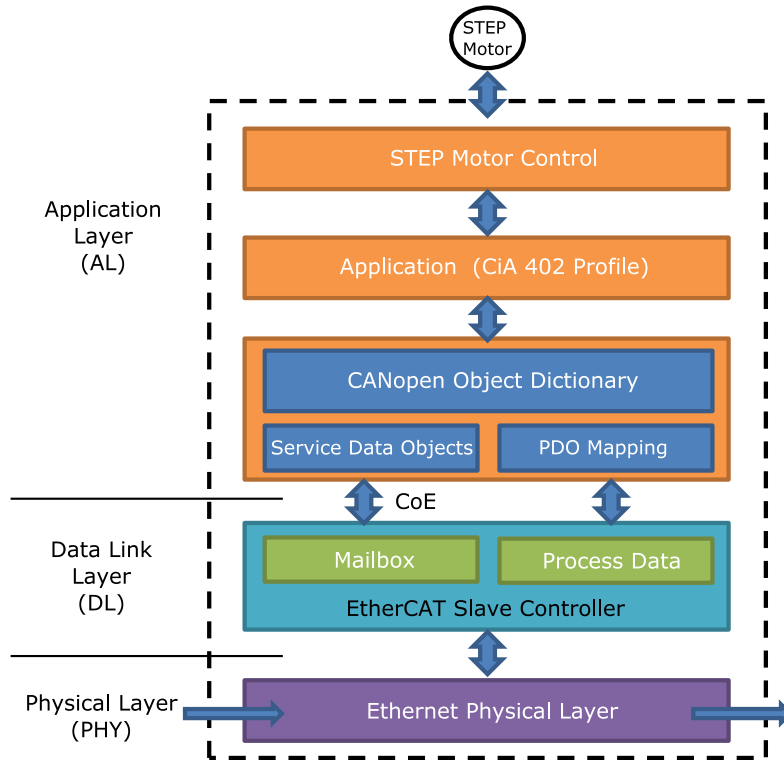 STEP
Motor
STEP Motor Control
Application
Layer
(AL)
Application (CiA 402 Profile)
CANopen Object Dictionary
Service Data Objects
PDO Mapping
CoE
Data Link
Layer
(DL)
Mailbox
Process Data
EtherCAT Slave Controller
Physical Layer
(PHY)
Ethernet Physical Layer